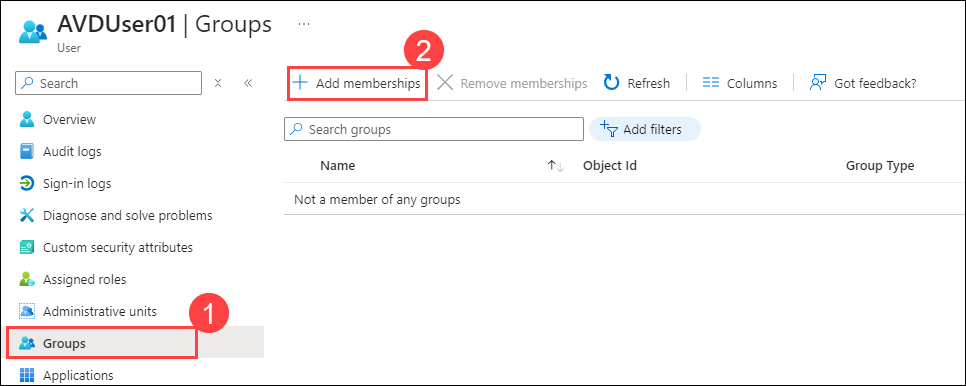 AVDUser01 | Groups ...
User
Search
Overview
Audit logs
Sign-in logs
Diagnose and solve problems
Custom security attributes
Assigned roles
Administrative units
1
Groups
Applications
2
Add memberships Remove memberships Refresh Columns Got feedback?
Search groups Add filters
Name Object Id Group Type
Not a member of any groups